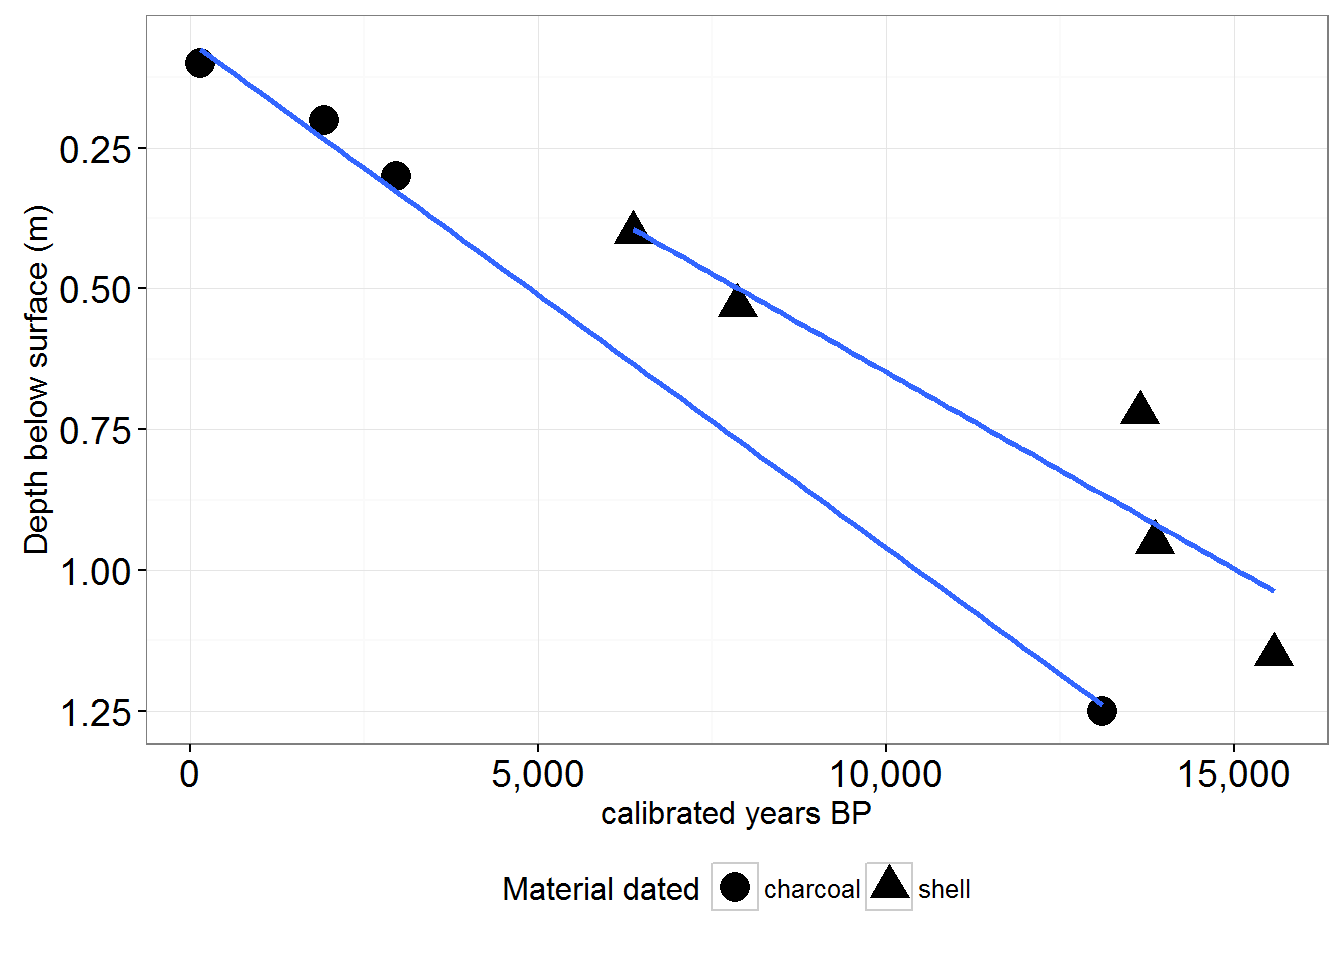 Depth below surface (m)
0.25
0.50
0.75
1.00
1.25
0 5,000 10,000 15,000
calibrated years BP
Material dated charcoal shell